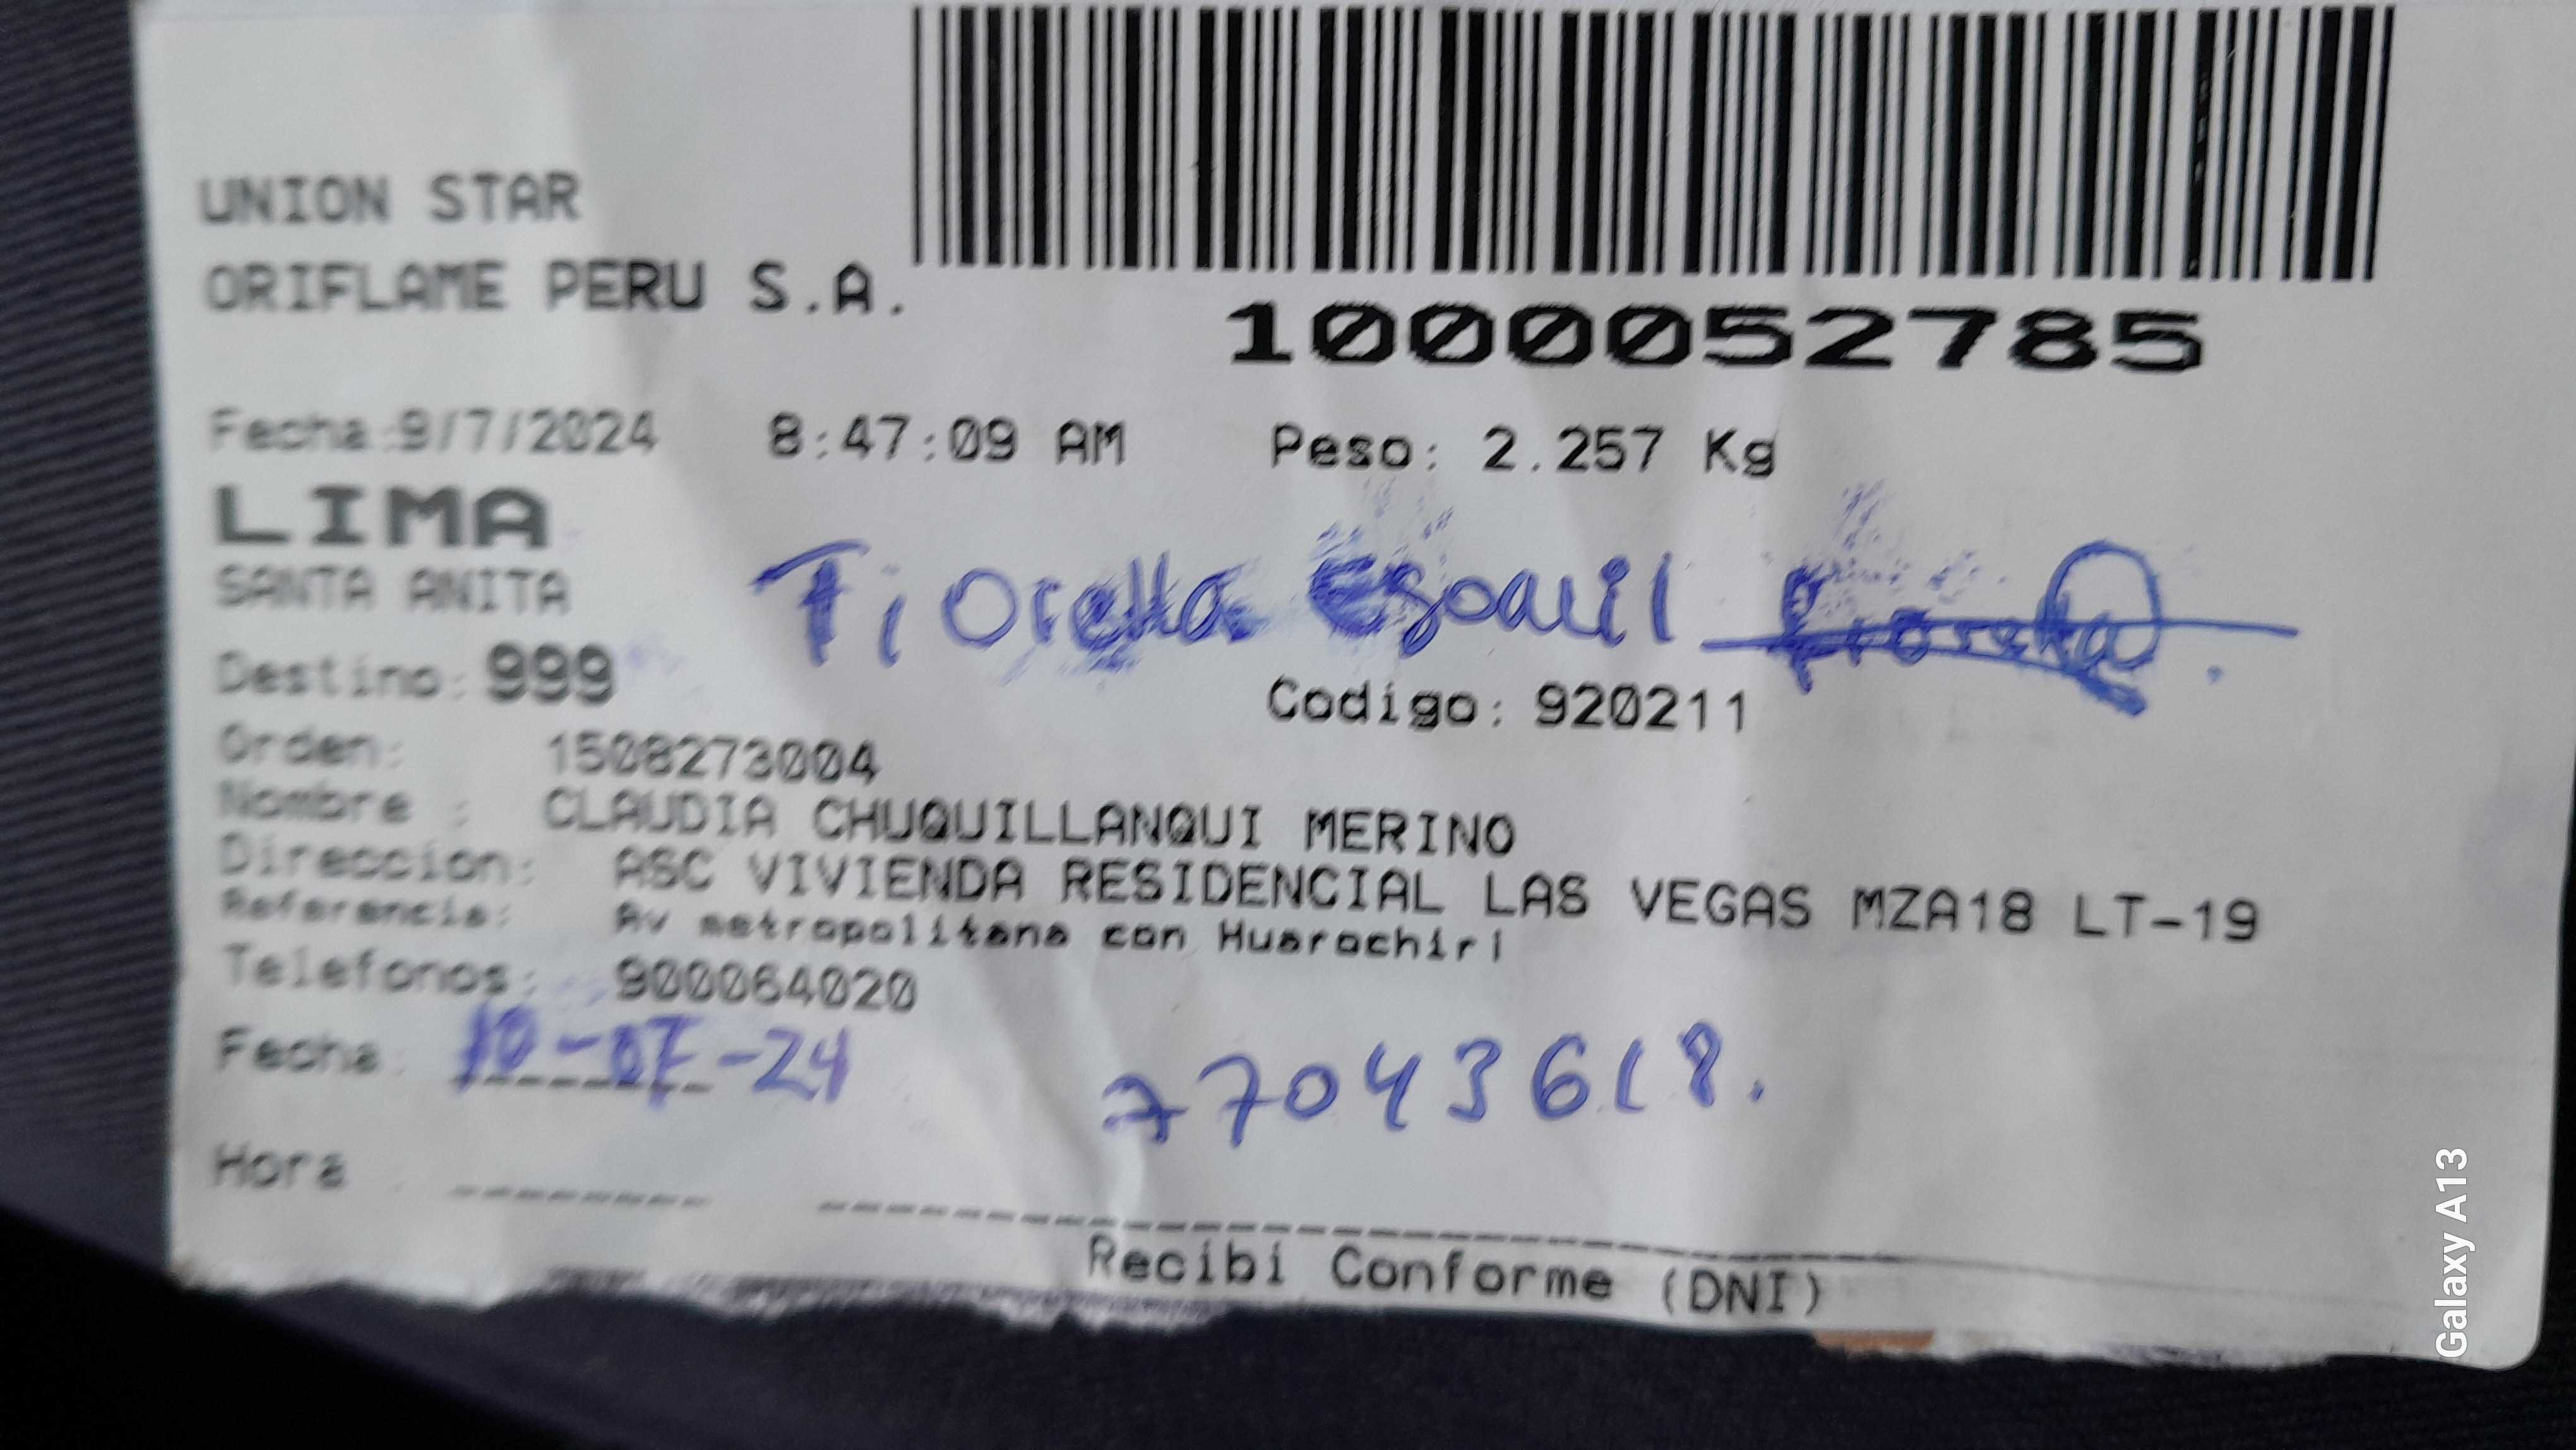 UNION STAR
ORIFLAME PERU S.A.
1000052785
Fecha:9/7/2024 8:47:09 AM Peso: 2.257 Kg
LIMA
SANTA ANITA
Fiorella Esquil
Destino: 999
Codigo: 920211
Orden: 1508273004
Nombre : CLAUDIA CHUQUILLANQUI MERINO
Direccion: ASC VIVIENDA RESIDENCIAL LAS VEGAS MZA18 LT-19
Referencia: Av metropolitana con Huarochiri
Telefonos: 900064020
Fecha: 10-07-24
77043618.
Hora
Recibi Conforme (DNI)
Galaxy A13